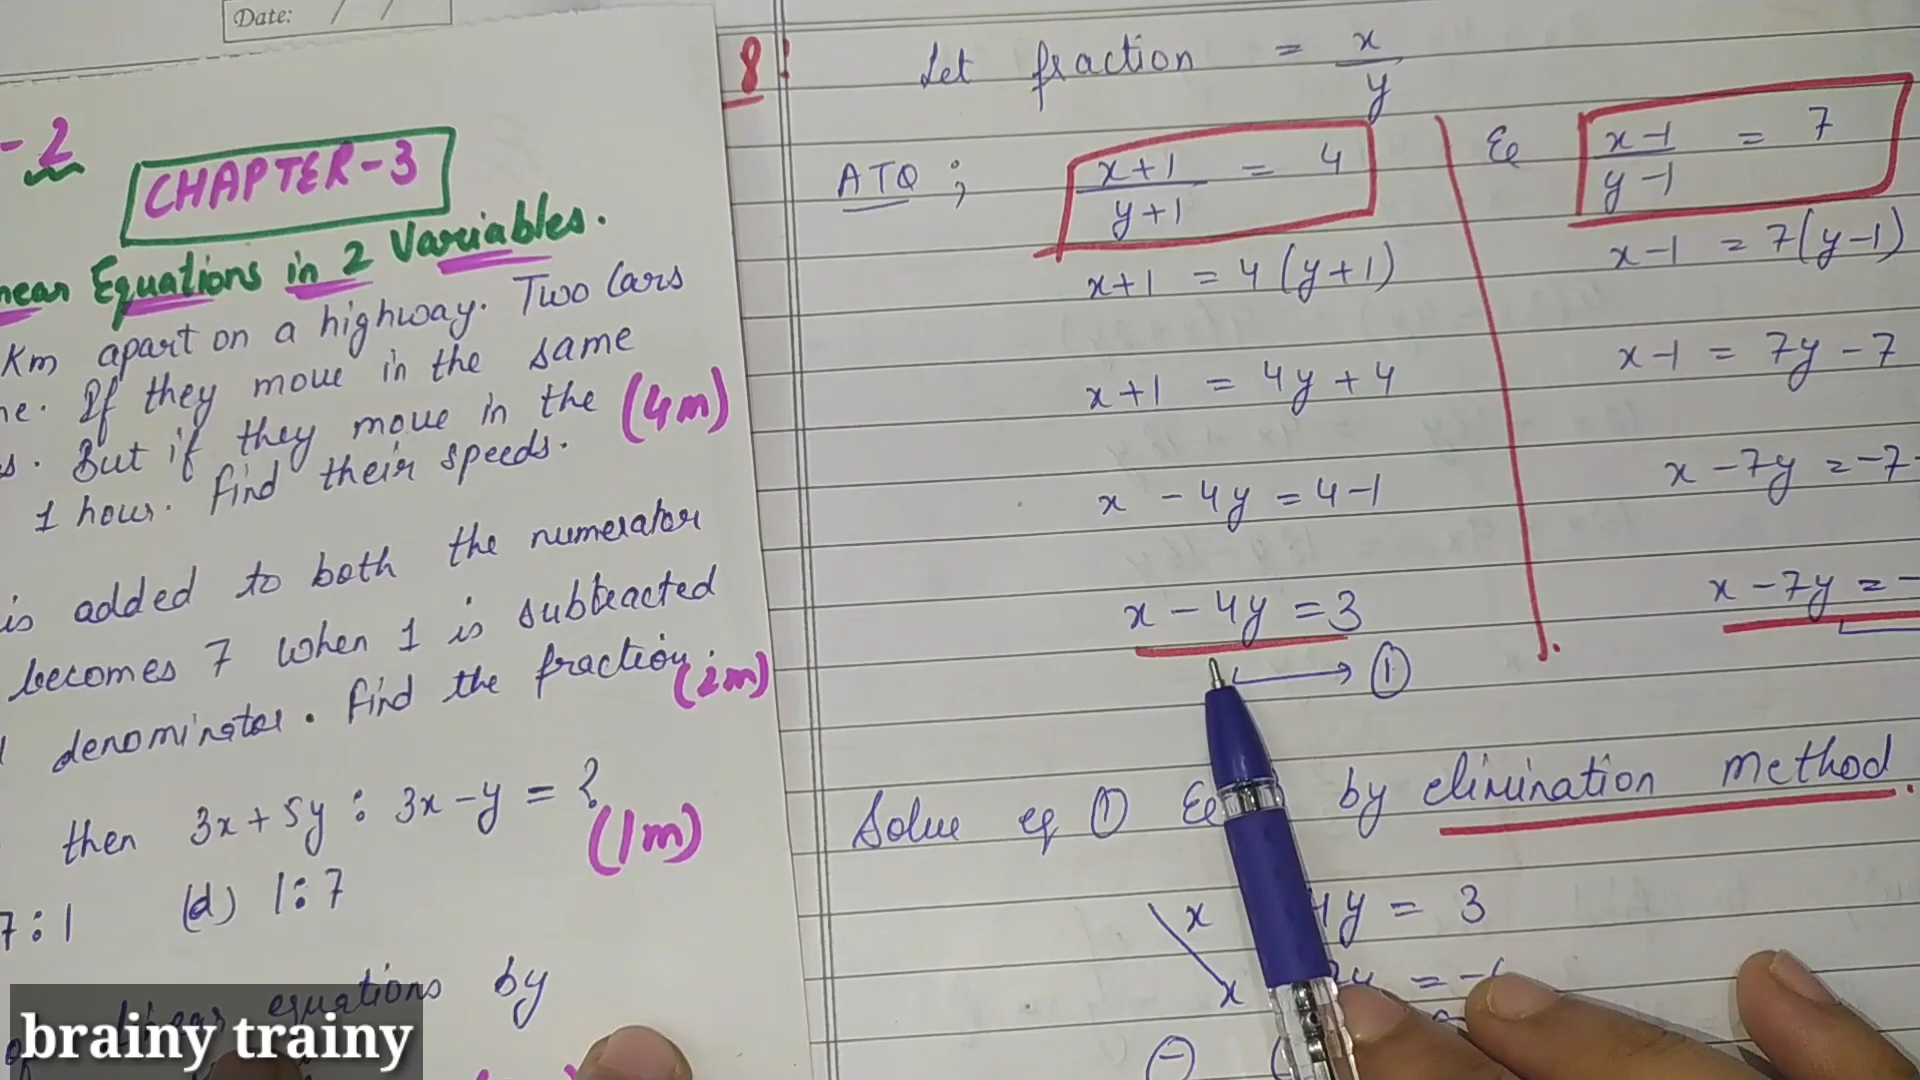 Date: / /
-2
CHAPTER-3
near Equations in 2 Variables.
Km apart on a highway. Two Cars
ne. If they move in the same
s. But if they move in the (4m)
1 hour. find their speeds.
is added to both the numerator
becomes 7 when 1 is subtracted
denominator. find the fraction. (2m)
then 3x+5y : 3x-y = ?
(1m)
7:1 (d) 1:7
equations by
brainy trainy
8:
Let fraction = x/y
ATQ ; x+1/y+1 = 4
x+1 = 4(y+1)
x+1 = 4y+4
x - 4y = 4-1
x - 4y = 3
→ ①
& x-1/y-1 = 7
x-1 = 7(y-1)
x-1 = 7y-7
x-7y = -7
x-7y = -
Solve eq ① & by elimination method.
x 4y = 3
x = -
(-)